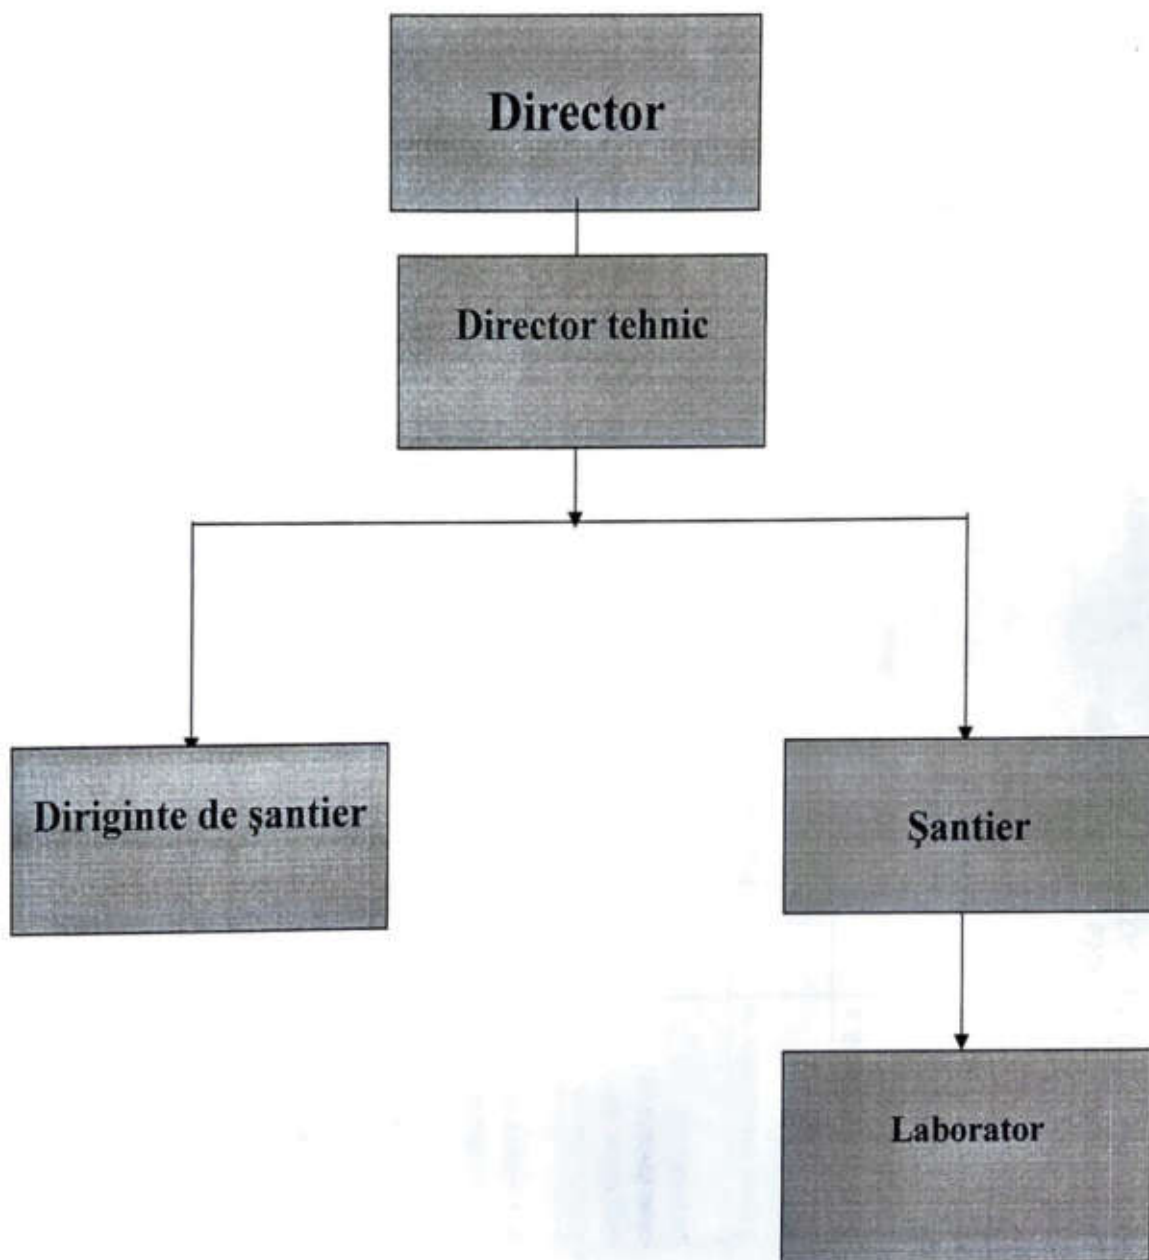 Director
Director tehnic
Diriginte de şantier
Şantier
Laborator